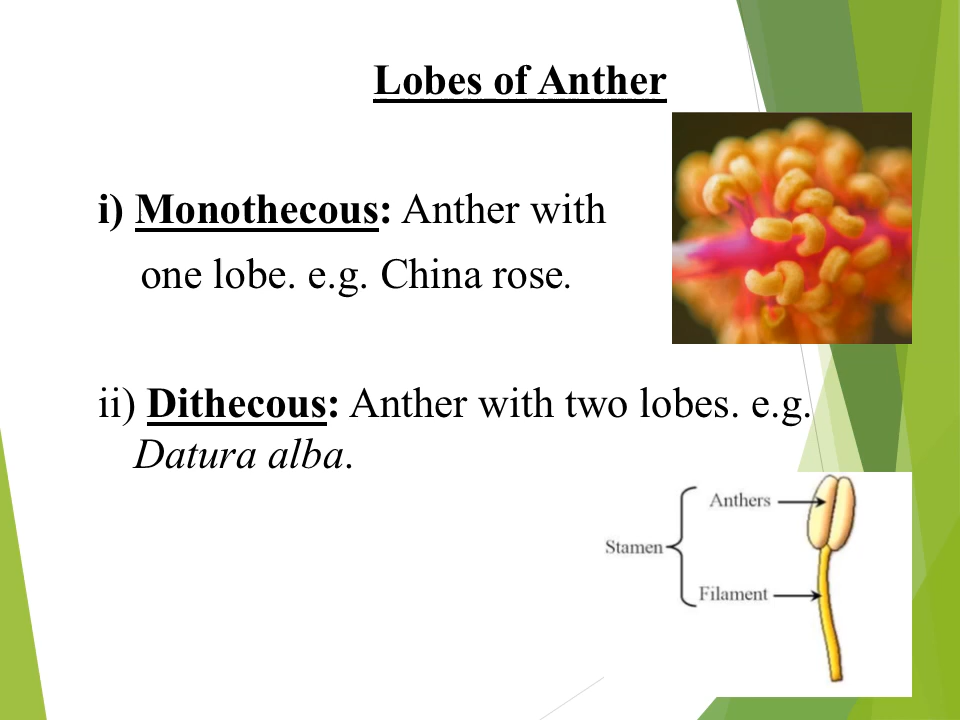 Lobes of Anther
i) Monothecous: Anther with
one lobe. e.g. China rose.
ii) Dithecous: Anther with two lobes. e.g.
Datura alba.
Anthers
Stamen
Filament